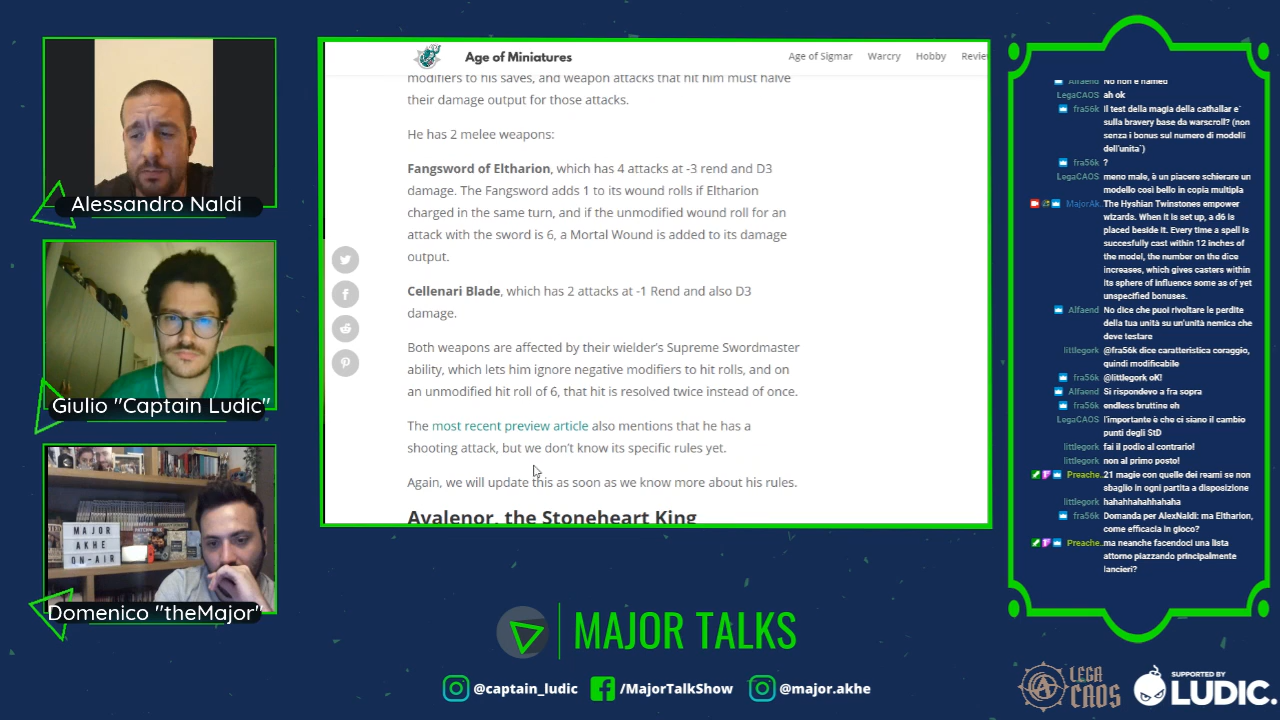 Alessandro Naldi
Giulio "Captain Ludic"
MAJOR
AKHE
ON-AIR
Domenico "theMajor"
Age of Miniatures
Age of Sigmar Warcry Hobby
modifiers to his saves, and weapon attacks that hit him must halve
their damage output for those attacks.
He has 2 melee weapons:
Fangsword of Eltharion, which has 4 attacks at -3 rend and D3
damage. The Fangsword adds 1 to its wound rolls if Eltharion
charged in the same turn, and if the unmodified wound roll for an
attack with the sword is 6, a Mortal Wound is added to its damage
output.
Cellenari Blade, which has 2 attacks at -1 Rend and also D3
damage.
Both weapons are affected by their wielder's Supreme Swordmaster
ability, which lets him ignore negative modifiers to hit rolls, and on
an unmodified hit roll of 6, that hit is resolved twice instead of once.
The most recent preview article also mentions that he has a
shooting attack, but we don't know its specific rules yet.
Again, we will update this as soon as we know more about his rules.
Avalenor, the Stoneheart King
MAJOR TALKS
@captain_ludic /MajorTalkShow @major.akhe
Alfaend No non è named
LegaCAOS ah ok
fra56k Il test della magia della cathallar e`
sulla bravery base da warscroll? (non
senza i bonus sul numero di modelli
dell'unita`)
fra56k ?
LegaCAOS meno male, è un piacere schierare un
modello così bello in copia multipla
MajorAk. The Hyshian Twinstones empower
wizards. When it is set up, a d6 is
placed beside it. Every time a spell is
succesfully cast within 12 inches of
the model, the number on the dice
increases, which gives casters within
its sphere of influence some as of yet
unspecified bonuses.
Alfaend No dice che puoi rivoltare le perdite
della tua unità su un'unità nemica che
deve testare
littlegork @fra56k dice caratteristica coraggio,
quindi modificabile
fra56k @littlegork oK!
Alfaend Si rispondevo a fra sopra
fra56k endless bruttine eh
LegaCAOS l'importante è che ci siano il cambio
punti degli StD
littlegork fai il podio al contrario!
littlegork non al primo posto!
Preache.. 21 magie con quelle dei reami se non
sbaglio in ogni partita a disposizione
littlegork hahahhahahhahaha
fra56k Domanda per AlexNaldi: ma Eltharion,
come efficacia in gioco?
Preache.. ma neanche facendoci una lista
attorno piazzando principalmente
lancieri?
LEGA
CAOS
SUPPORTED BY
LUDIC.